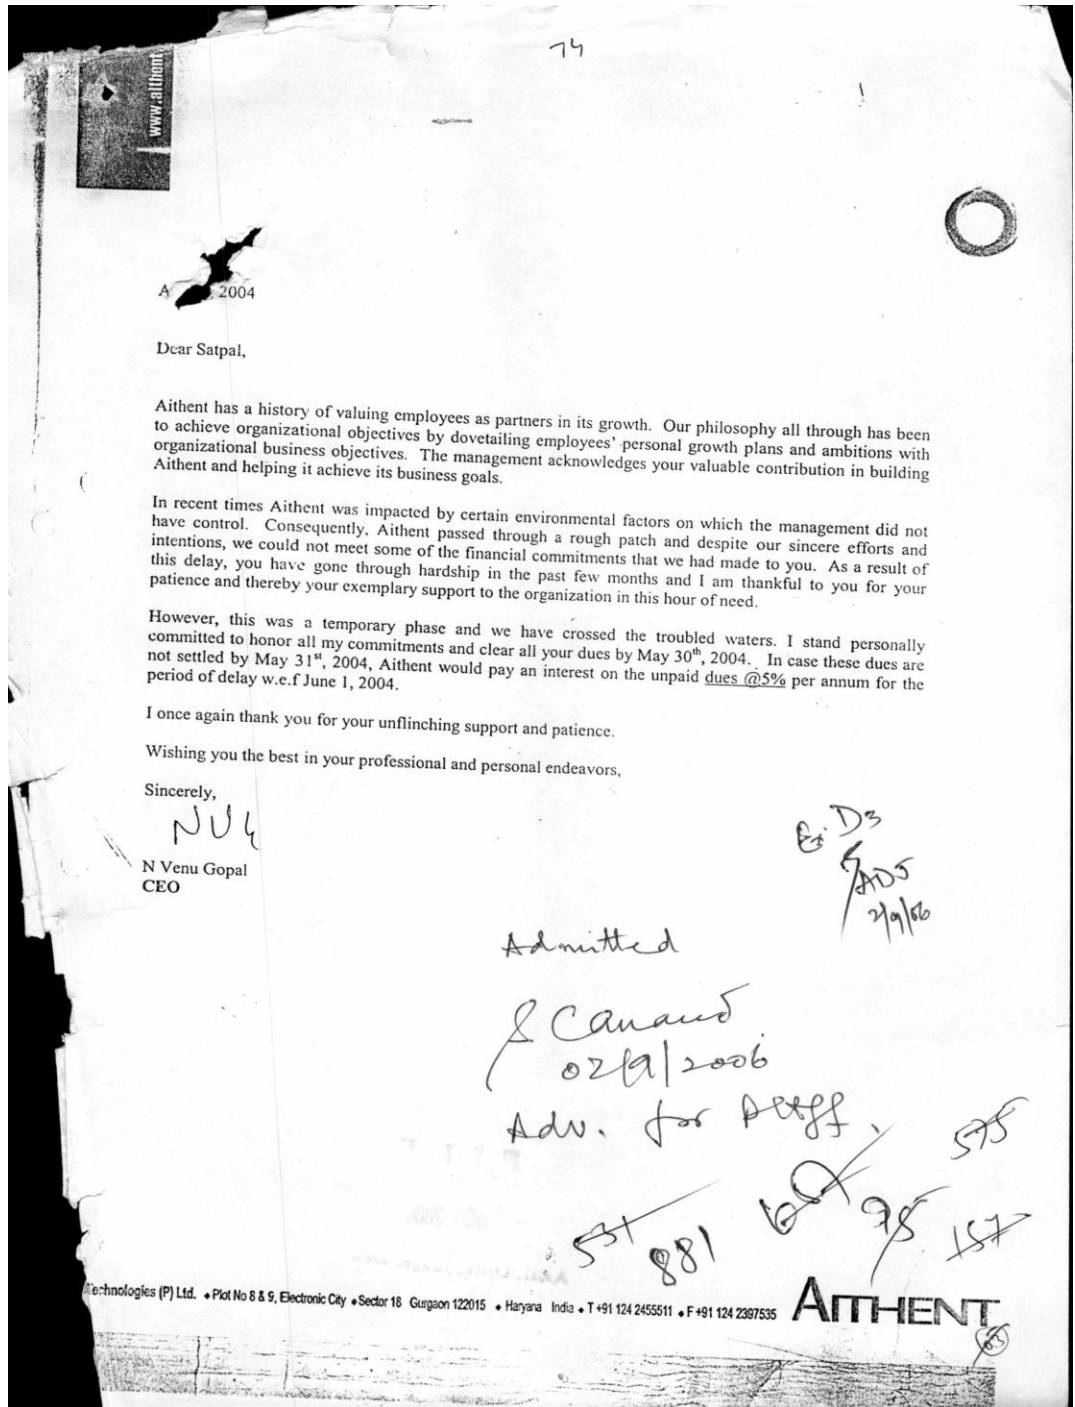 74
www.aithent
A 2004
Dear Satpal,
Aithent has a history of valuing employees as partners in its growth. Our philosophy all through has been
to achieve organizational objectives by dovetailing employees' personal growth plans and ambitions with
organizational business objectives. The management acknowledges your valuable contribution in building
Aithent and helping it achieve its business goals.
In recent times Aithent was impacted by certain environmental factors on which the management did not
have control. Consequently, Aithent passed through a rough patch and despite our sincere efforts and
intentions, we could not meet some of the financial commitments that we had made to you. As a result of
this delay, you have gone through hardship in the past few months and I am thankful to you for your
patience and thereby your exemplary support to the organization in this hour of need.
However, this was a temporary phase and we have crossed the troubled waters. I stand personally
committed to honor all my commitments and clear all your dues by May 30th, 2004. In case these dues are
not settled by May 31st, 2004, Aithent would pay an interest on the unpaid dues @5% per annum for the
period of delay w.e.f June 1, 2004.
I once again thank you for your unflinching support and patience.
Wishing you the best in your professional and personal endeavors,
Sincerely,
NVG
N Venu Gopal
CEO
Ex. D3
ADJ
2/9/06
Admitted
02/9/2006
Adv. for Pltff.
575
531
881
95
157
echnologies (P) Ltd. • Plot No 8 & 9, Electronic City • Sector 18 Gurgaon 122015 • Haryana India • T +91 124 2455511 • F +91 124 2397535
AITHENT